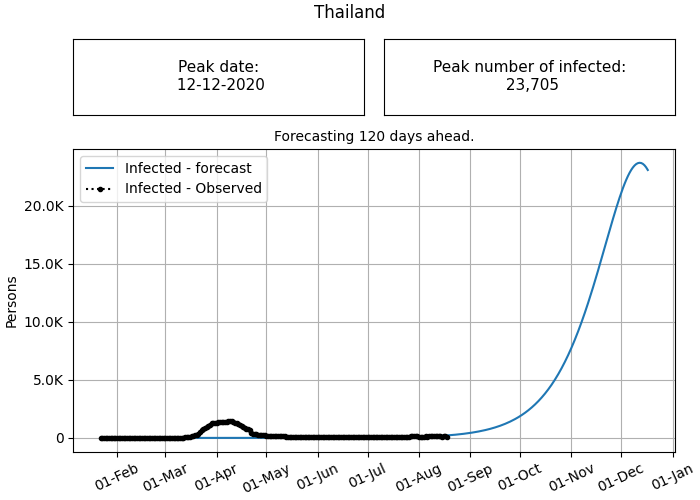 Thailand
Peak date:
12-12-2020
Peak number of infected:
23,705
Forecasting 120 days ahead.
Infected - forecast
Infected - Observed
20.0K
15.0K
10.0K
5.0K
0
Persons
01-Feb
01-Mar
01-Apr
01-May
01-Jun
01-Jul
01-Aug
01-Sep
01-Oct
01-Nov
01-Dec
01-Jan